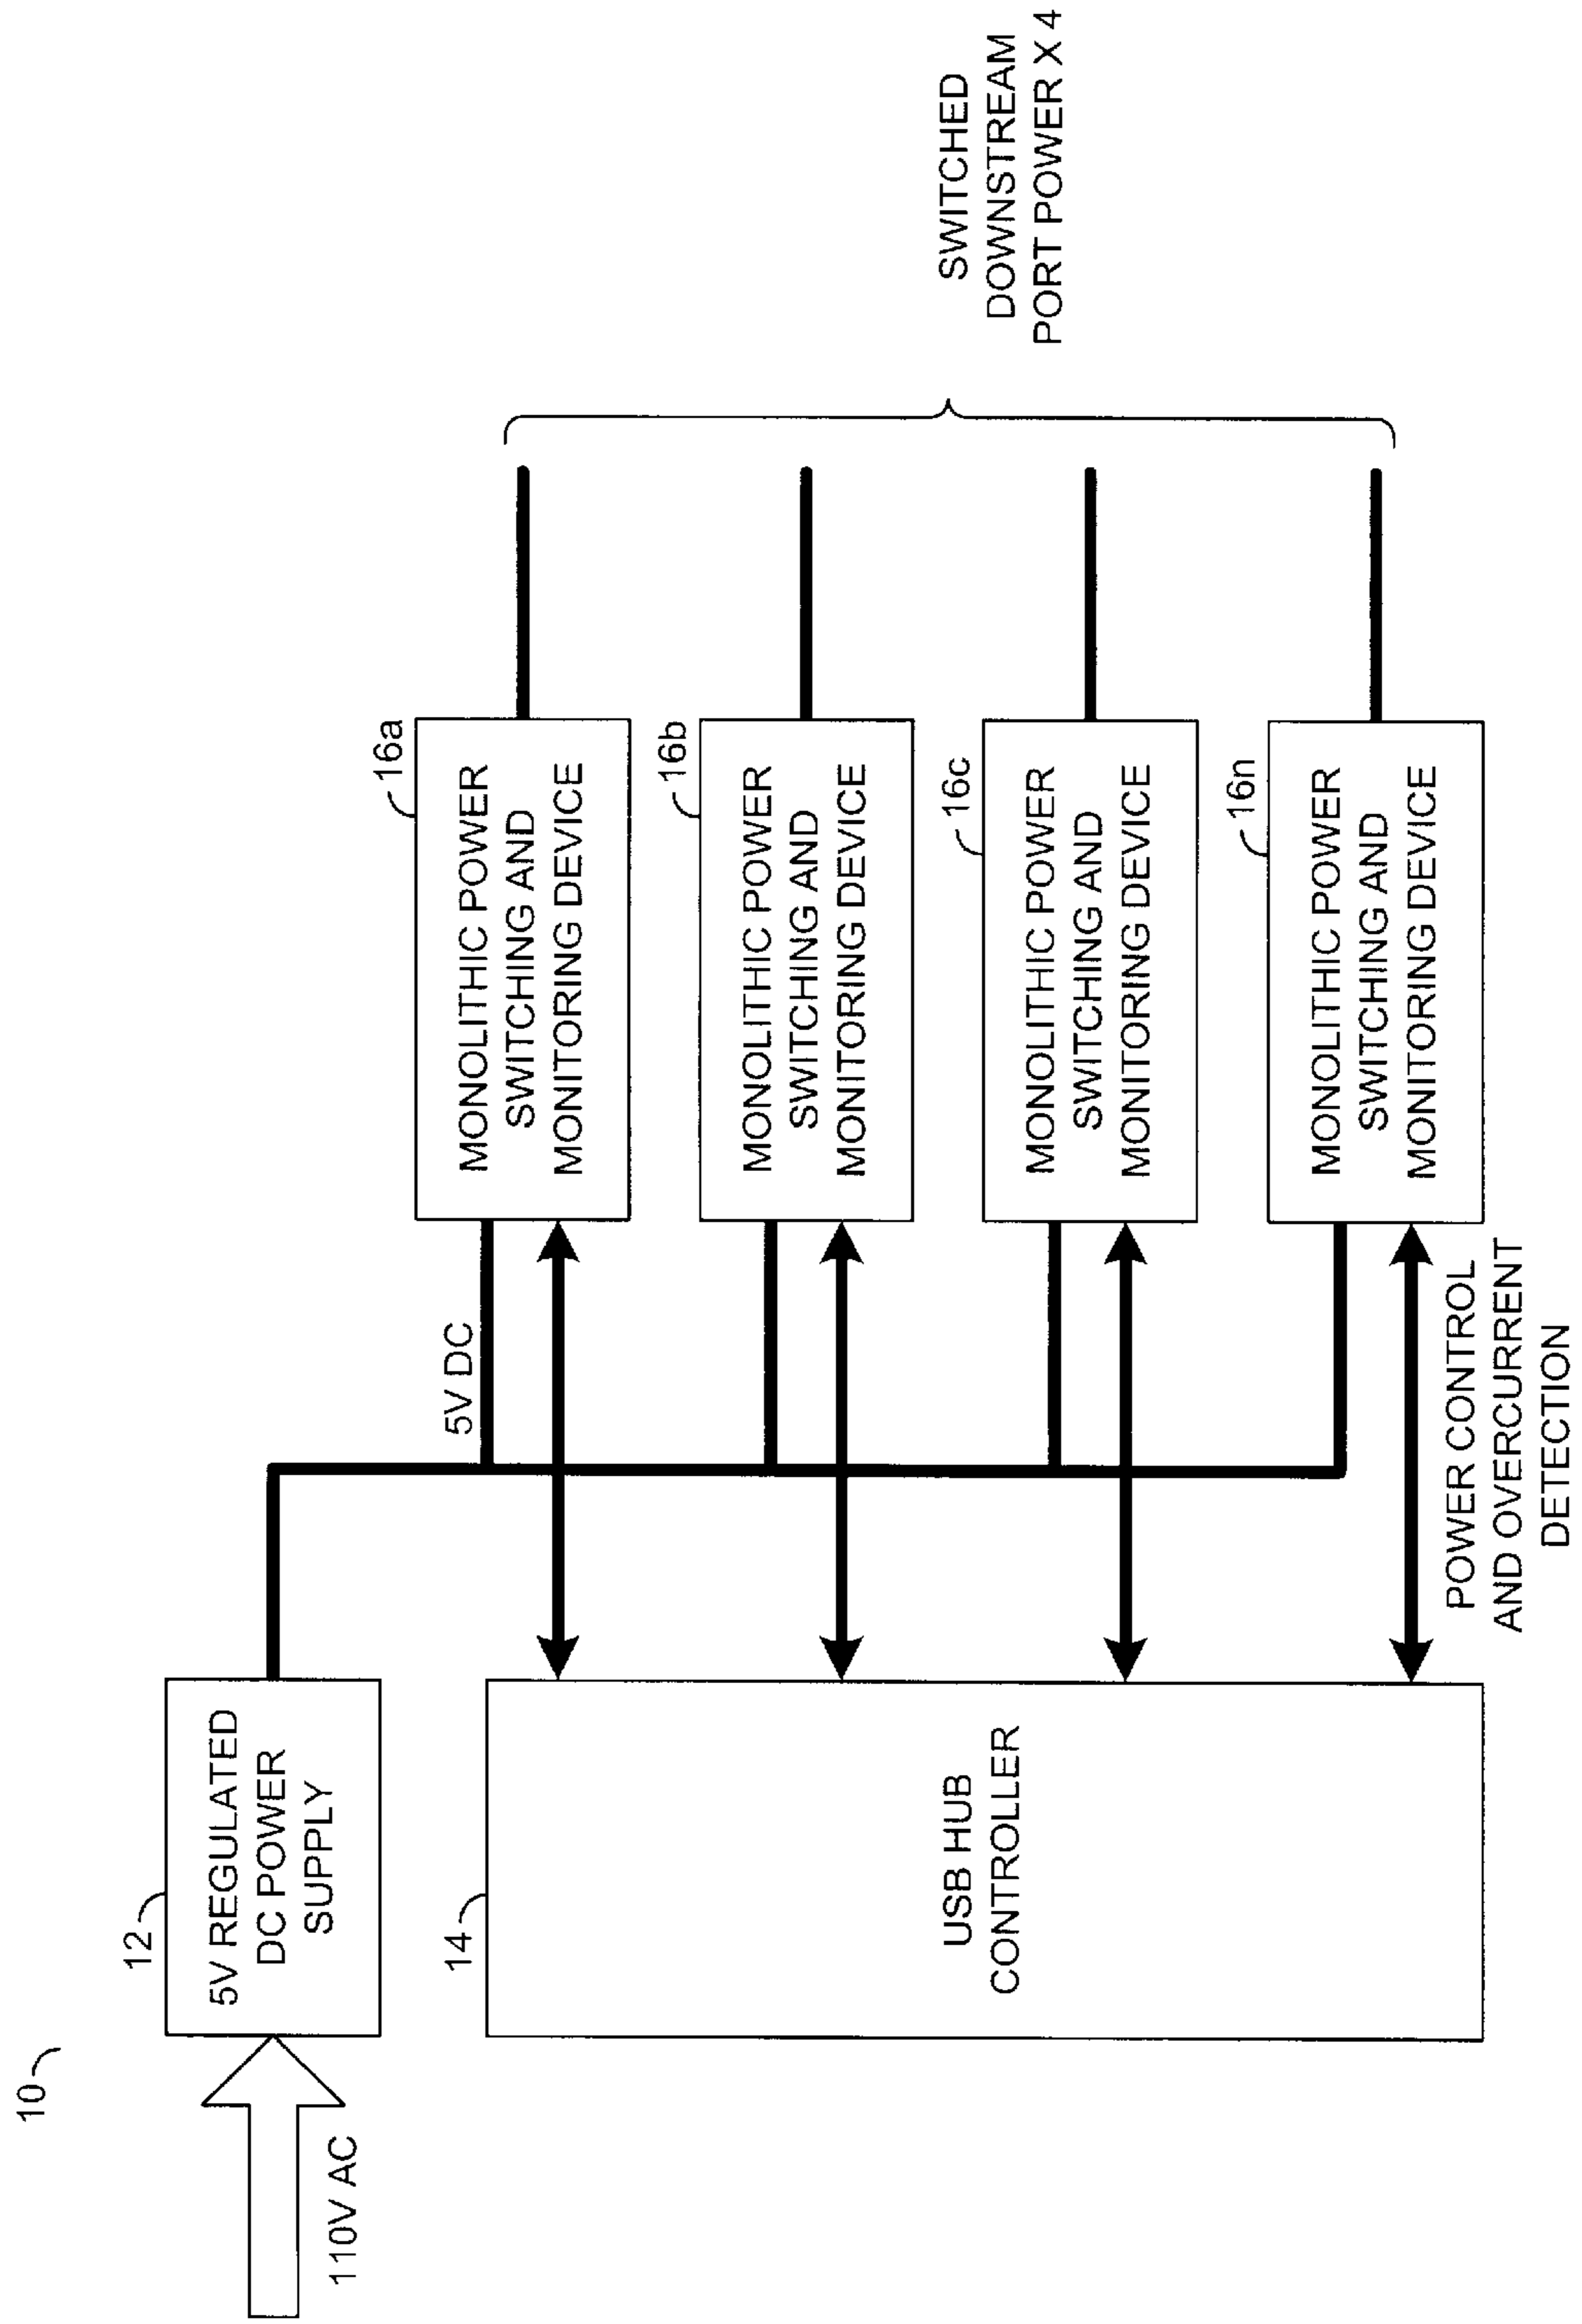 10
110V AC
12
5V REGULATED
DC POWER
SUPPLY
14
USB HUB
CONTROLLER
5V DC
POWER CONTROL
AND OVERCURRENT
DETECTION
16a
MONOLITHIC POWER
SWITCHING AND
MONITORING DEVICE
16b
MONOLITHIC POWER
SWITCHING AND
MONITORING DEVICE
16c
MONOLITHIC POWER
SWITCHING AND
MONITORING DEVICE
16n
MONOLITHIC POWER
SWITCHING AND
MONITORING DEVICE
SWITCHED
DOWNSTREAM
PORT POWER X 4